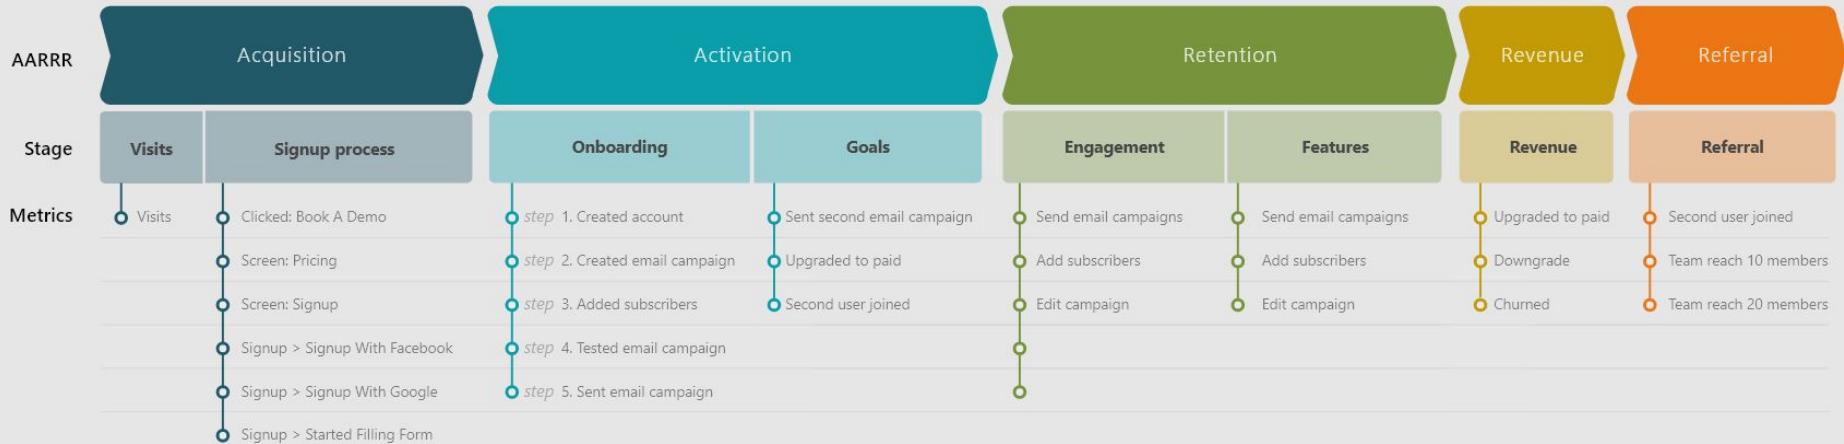 AARRR Acquisition Activation Retention Revenue Referral
Stage Visits Signup process Onboarding Goals Engagement Features Revenue Referral
Metrics Visits Clicked: Book A Demo step 1. Created account Sent second email campaign Send email campaigns Send email campaigns Upgraded to paid Second user joined
Screen: Pricing step 2. Created email campaign Upgraded to paid Add subscribers Add subscribers Downgrade Team reach 10 members
Screen: Signup step 3. Added subscribers Second user joined Edit campaign Edit campaign Churned Team reach 20 members
Signup > Signup With Facebook step 4. Tested email campaign
Signup > Signup With Google step 5. Sent email campaign
Signup > Started Filling Form